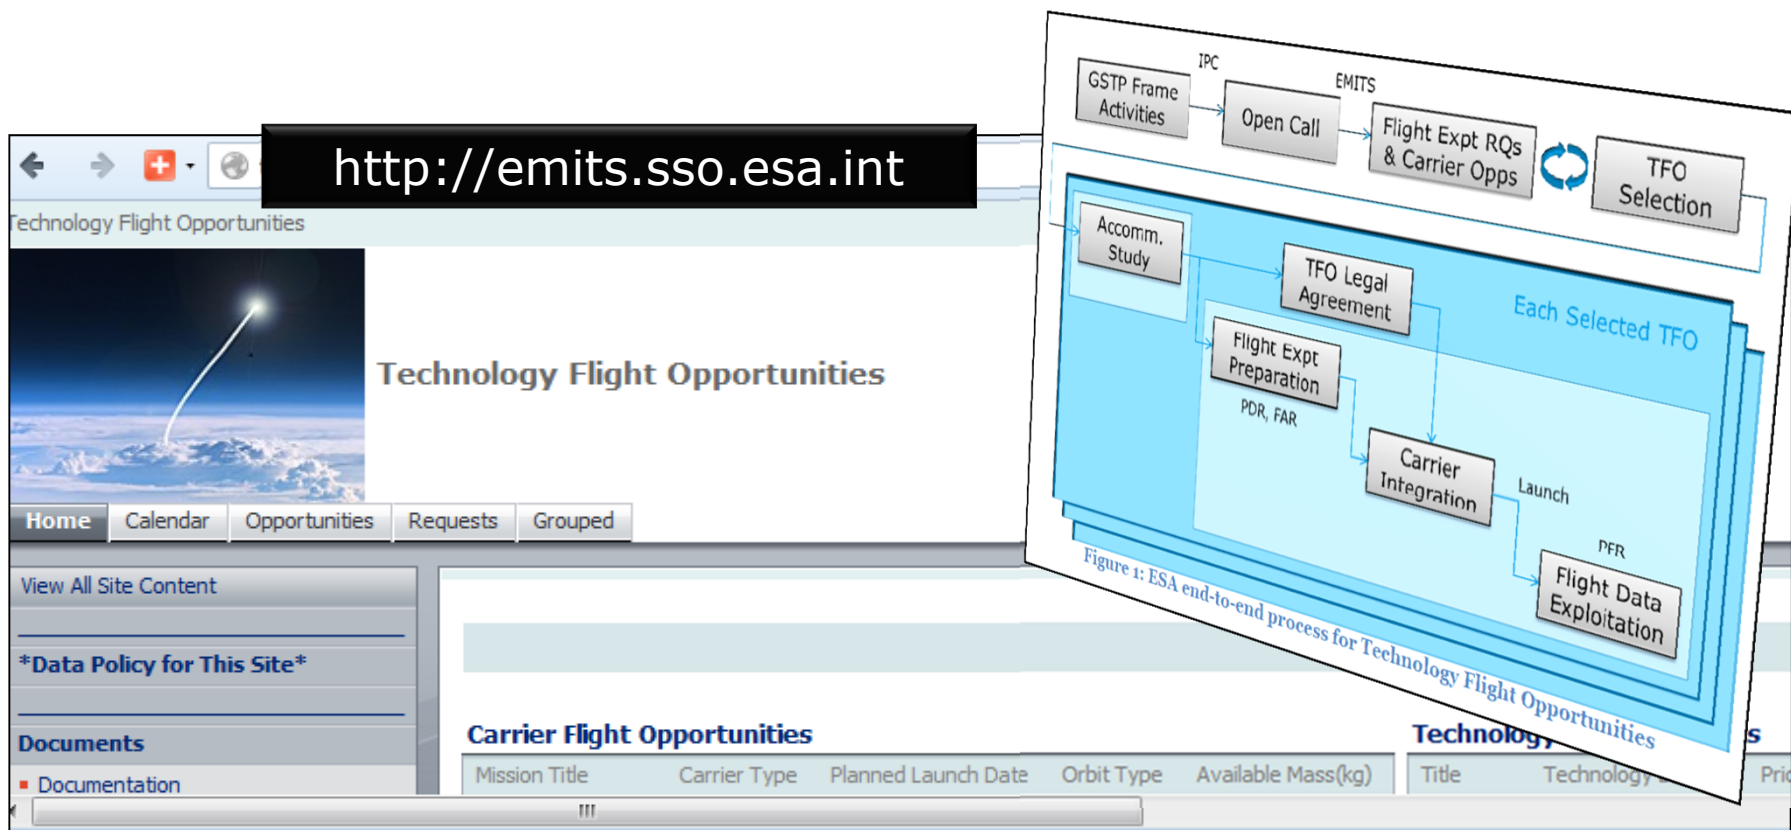 http://emits.sso.esa.int
Technology Flight Opportunities
Technology Flight Opportunities
Home
Calendar
Opportunities
Requests
Grouped
View All Site Content
*Data Policy for This Site*
Documents
Documentation
Carrier Flight Opportunities
Mission Title
Carrier Type
Planned Launch Date
Orbit Type
Available Mass(kg)
Technology
Title
Technology
IPC
EMITS
GSTP Frame
Activities
Open Call
Flight Expt RQs
& Carrier Opps
TFO
Selection
Accomm.
Study
TFO Legal
Agreement
Each Selected TFO
Flight Expt
Preparation
PDR, FAR
Carrier
Integration
Launch
PFR
Flight Data
Exploitation
Figure 1: ESA end-to-end process for Technology Flight Opportunities